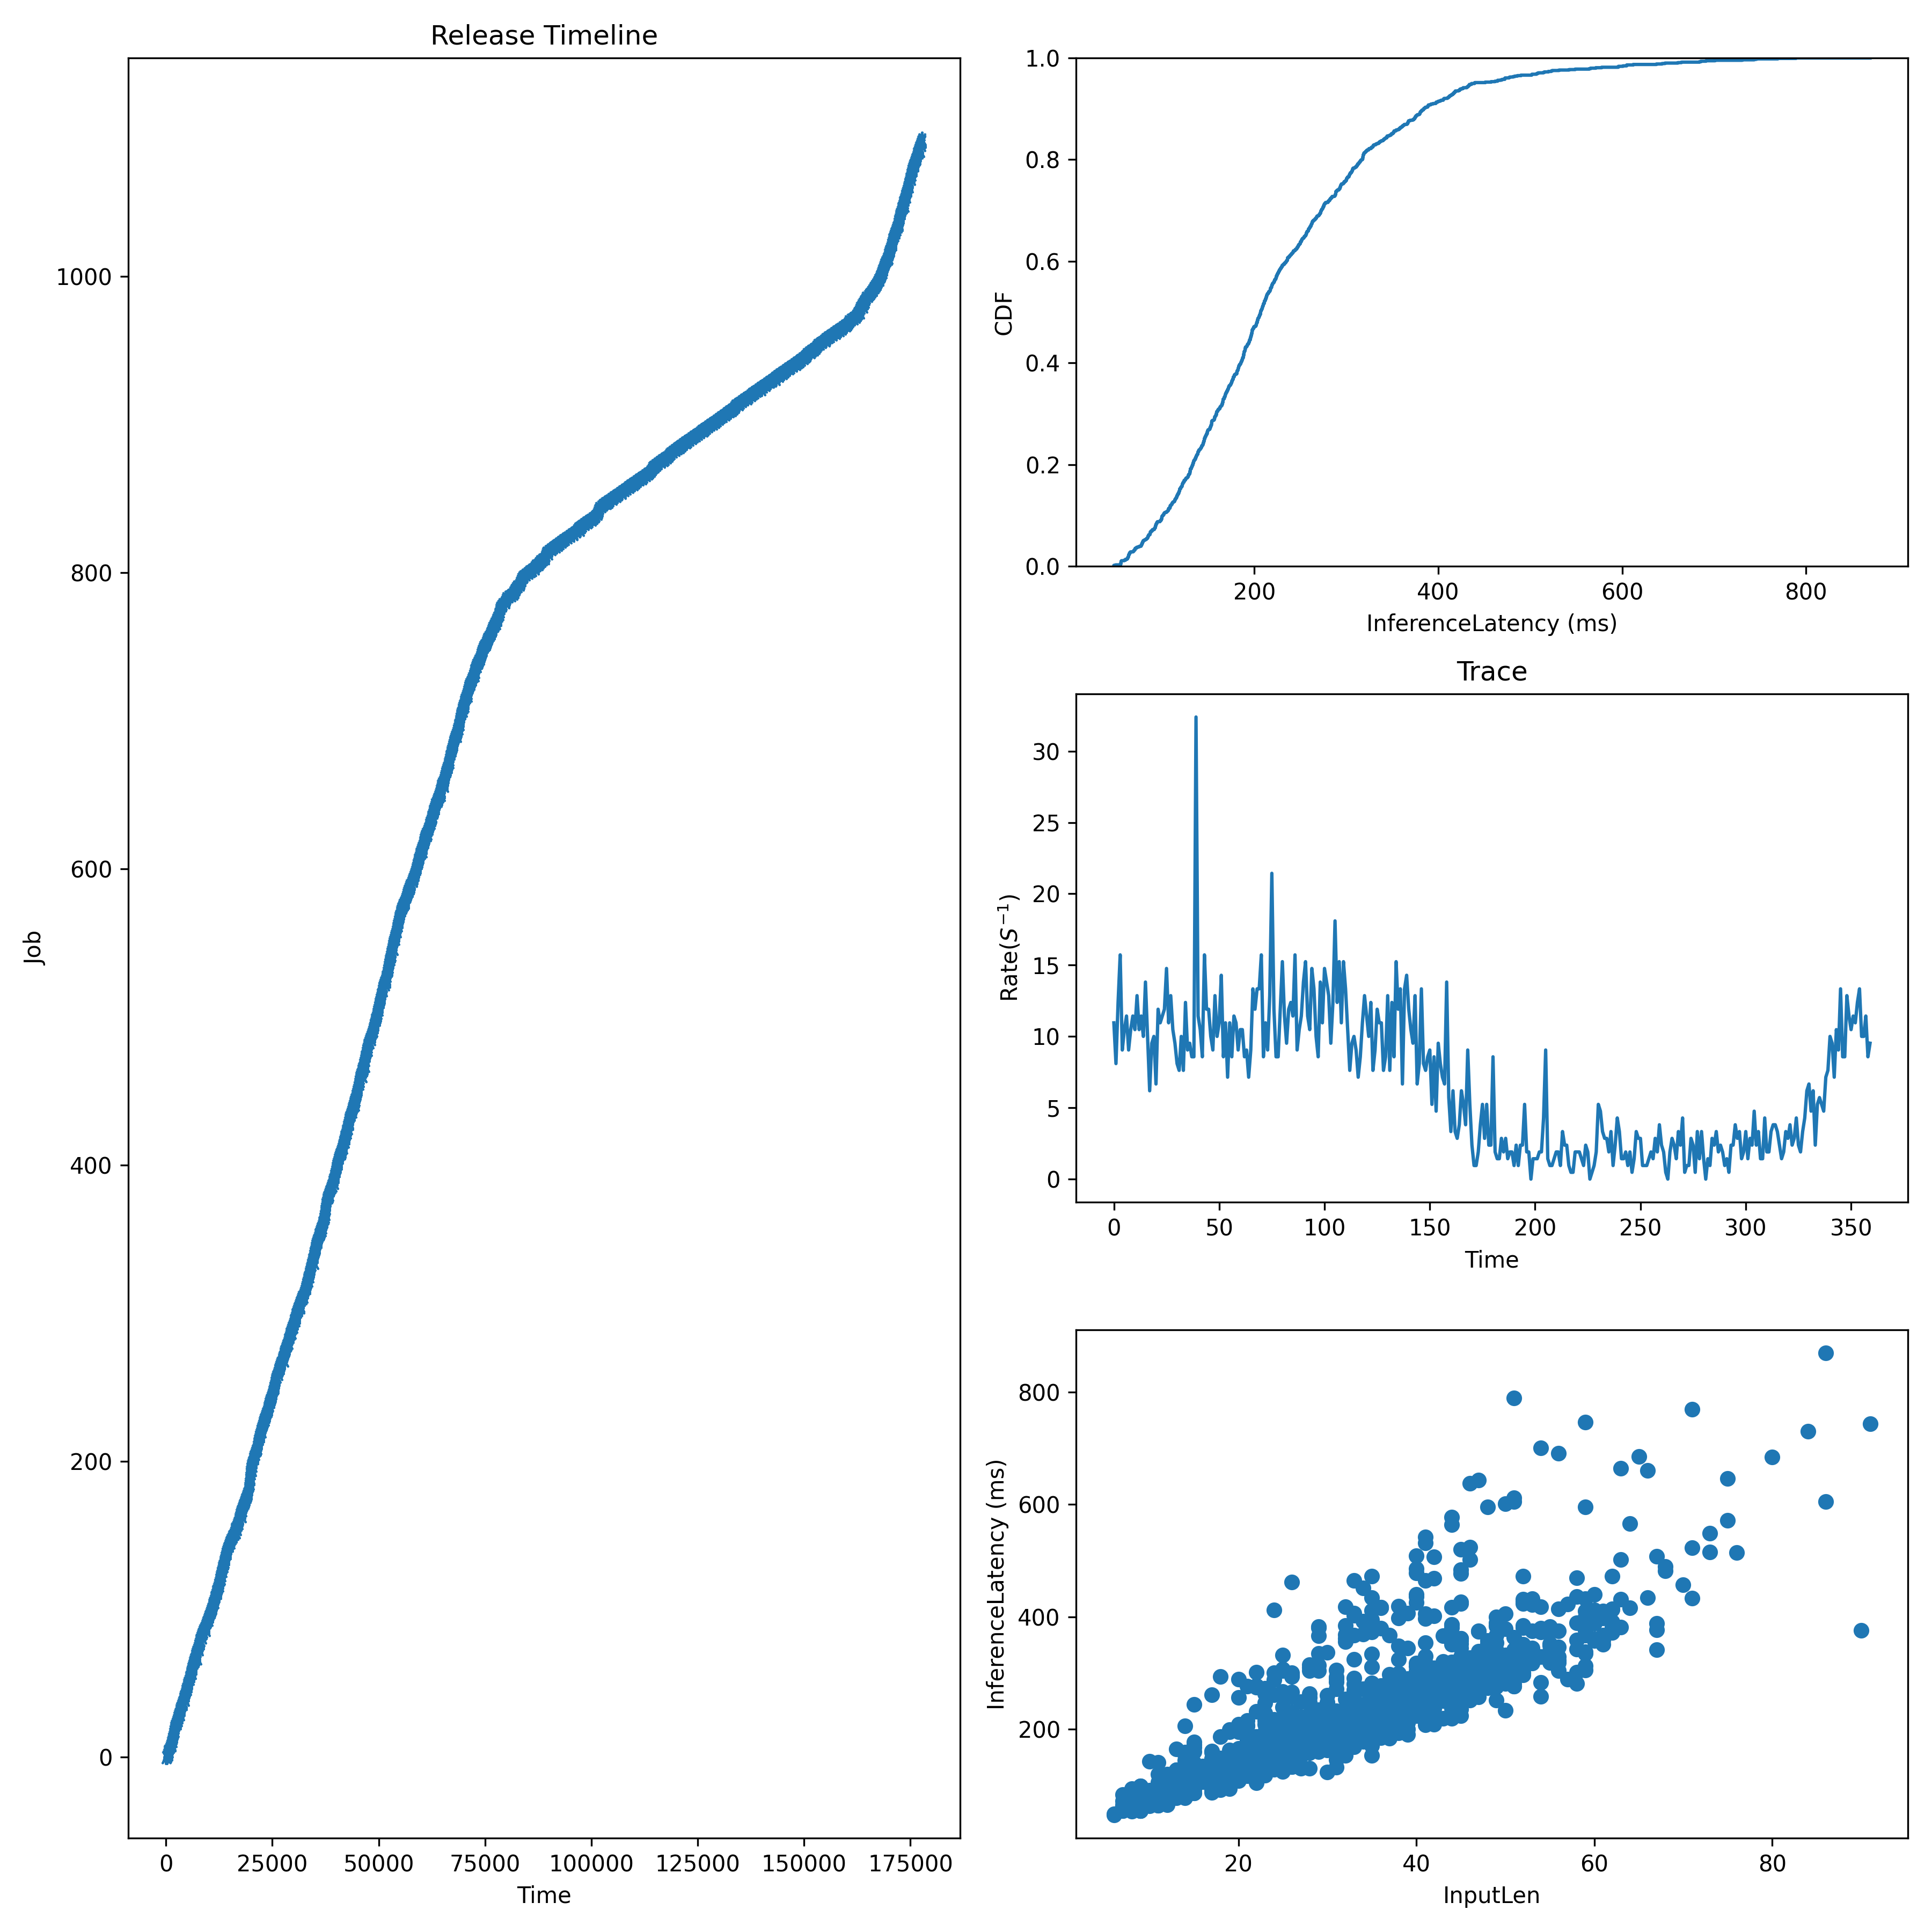 Release Timeline
Job
1000
800
600
400
200
0
0 25000 50000 75000 100000 125000 150000 175000
Time
CDF
1.0
0.8
0.6
0.4
0.2
0.0
200 400 600 800
InferenceLatency (ms)
Trace
Rate(S⁻¹)
30
25
20
15
10
5
0
0 50 100 150 200 250 300 350
Time
InferenceLatency (ms)
800
600
400
200
20 40 60 80
InputLen